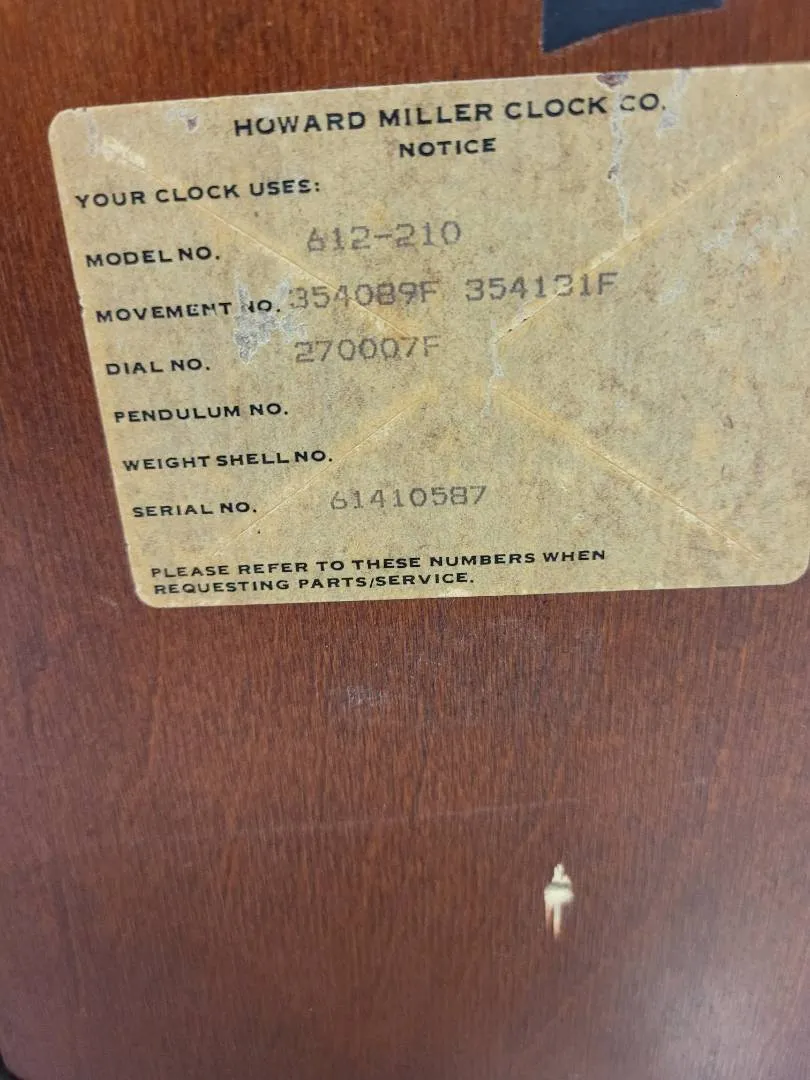 HOWARD MILLER CLOCK CO.
NOTICE
YOUR CLOCK USES:
MODEL NO. 612-210
MOVEMENT NO. 354089F 354131F
DIAL NO. 270007F
PENDULUM NO.
WEIGHT SHELL NO.
SERIAL NO. 61410587
PLEASE REFER TO THESE NUMBERS WHEN
REQUESTING PARTS/SERVICE.